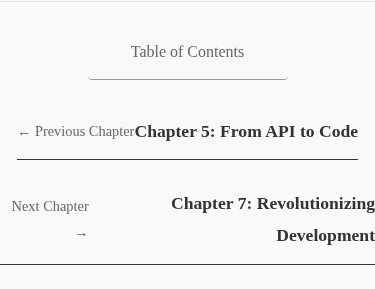 Table of Contents
← Previous Chapter Chapter 5: From API to Code
Next Chapter Chapter 7: Revolutionizing
→ Development